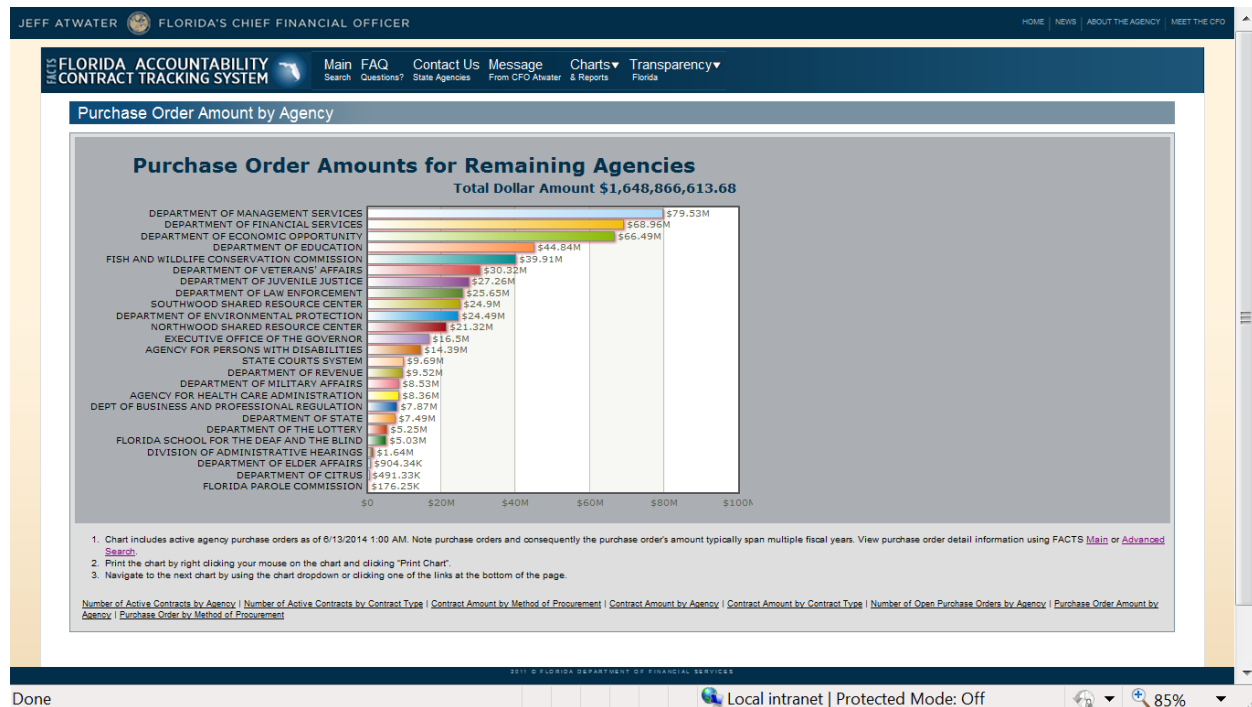 JEFF ATWATER FLORIDA'S CHIEF FINANCIAL OFFICER
HOME | NEWS | ABOUT THE AGENCY | MEET THE CFO
FACTS FLORIDA ACCOUNTABILITY
CONTRACT TRACKING SYSTEM
Main FAQ Contact Us Message Charts▾ Transparency▾
Search Questions? State Agencies From CFO Atwater & Reports Florida
Purchase Order Amount by Agency
Purchase Order Amounts for Remaining Agencies
Total Dollar Amount $1,648,866,613.68
DEPARTMENT OF MANAGEMENT SERVICES $79.53M
DEPARTMENT OF FINANCIAL SERVICES $68.96M
DEPARTMENT OF ECONOMIC OPPORTUNITY $66.49M
DEPARTMENT OF EDUCATION $44.84M
FISH AND WILDLIFE CONSERVATION COMMISSION $39.91M
DEPARTMENT OF VETERANS' AFFAIRS $30.32M
DEPARTMENT OF JUVENILE JUSTICE $27.26M
DEPARTMENT OF LAW ENFORCEMENT $25.65M
SOUTHWOOD SHARED RESOURCE CENTER $24.9M
DEPARTMENT OF ENVIRONMENTAL PROTECTION $24.49M
NORTHWOOD SHARED RESOURCE CENTER $21.32M
EXECUTIVE OFFICE OF THE GOVERNOR $16.5M
AGENCY FOR PERSONS WITH DISABILITIES $14.39M
STATE COURTS SYSTEM $9.69M
DEPARTMENT OF REVENUE $9.52M
DEPARTMENT OF MILITARY AFFAIRS $8.53M
AGENCY FOR HEALTH CARE ADMINISTRATION $8.36M
DEPT OF BUSINESS AND PROFESSIONAL REGULATION $7.87M
DEPARTMENT OF STATE $7.49M
DEPARTMENT OF THE LOTTERY $5.25M
FLORIDA SCHOOL FOR THE DEAF AND THE BLIND $5.03M
DIVISION OF ADMINISTRATIVE HEARINGS $1.64M
DEPARTMENT OF ELDER AFFAIRS $904.34K
DEPARTMENT OF CITRUS $491.33K
FLORIDA PAROLE COMMISSION $176.25K
$0 $20M $40M $60M $80M $100M
1. Chart includes active agency purchase orders as of 6/13/2014 1:00 AM. Note purchase orders and consequently the purchase order's amount typically span multiple fiscal years. View purchase order detail information using FACTS Main or Advanced
Search.
2. Print the chart by right clicking your mouse on the chart and clicking "Print Chart".
3. Navigate to the next chart by using the chart dropdown or clicking one of the links at the bottom of the page.
Number of Active Contracts by Agency | Number of Active Contracts by Contract Type | Contract Amount by Method of Procurement | Contract Amount by Agency | Contract Amount by Contract Type | Number of Open Purchase Orders by Agency | Purchase Order Amount by
Agency | Purchase Order by Method of Procurement
2011 © FLORIDA DEPARTMENT OF FINANCIAL SERVICES
Done Local intranet | Protected Mode: Off 85%